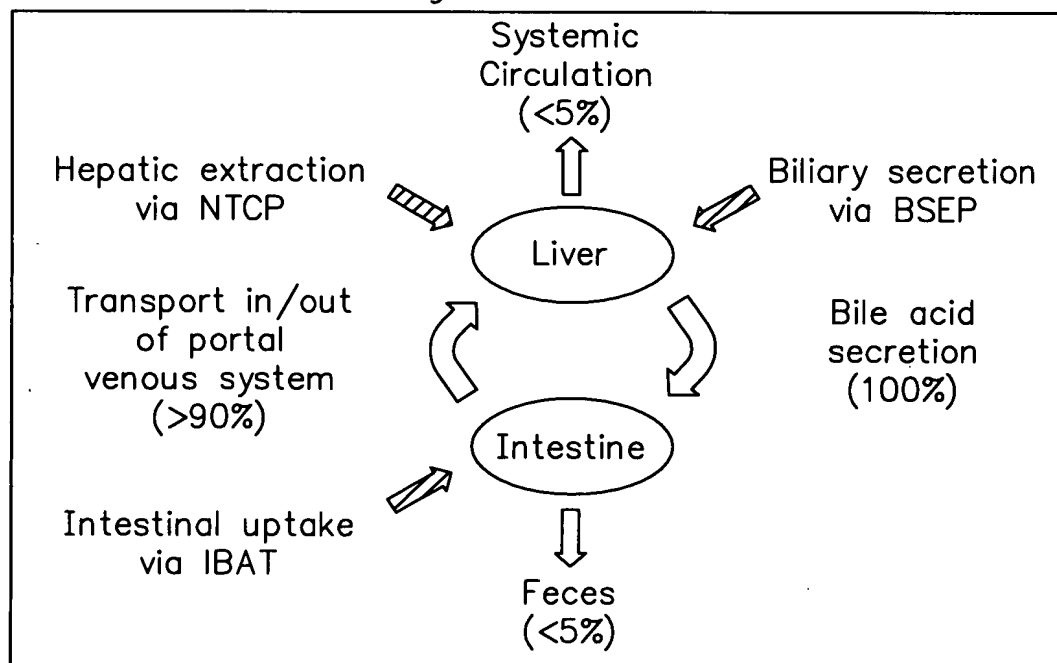 Systemic
Circulation
(<5%)
Hepatic extraction
via NTCP
Biliary secretion
via BSEP
Liver
Transport in/out
of portal
venous system
(>90%)
Bile acid
secretion
(100%)
Intestine
Intestinal uptake
via IBAT
Feces
(<5%)